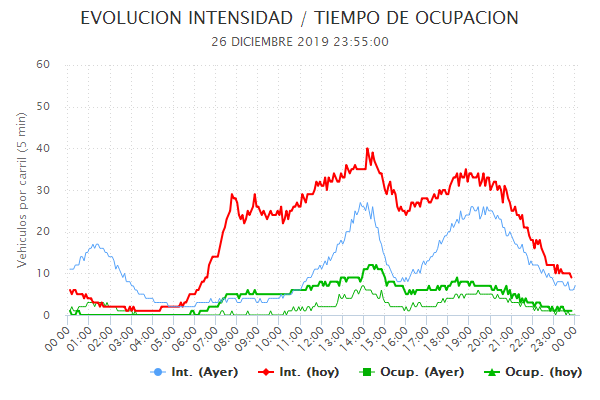 EVOLUCION INTENSIDAD / TIEMPO DE OCUPACION
26 DICIEMBRE 2019 23:55:00
Vehiculos por carril (5 min)
60
50
40
30
20
10
0
00:00 01:00 02:00 03:00 04:00 05:00 06:00 07:00 08:00 09:00 10:00 11:00 12:00 13:00 14:00 15:00 16:00 17:00 18:00 19:00 20:00 21:00 22:00 23:00 00:00
Int. (Ayer) Int. (hoy) Ocup. (Ayer) Ocup. (hoy)